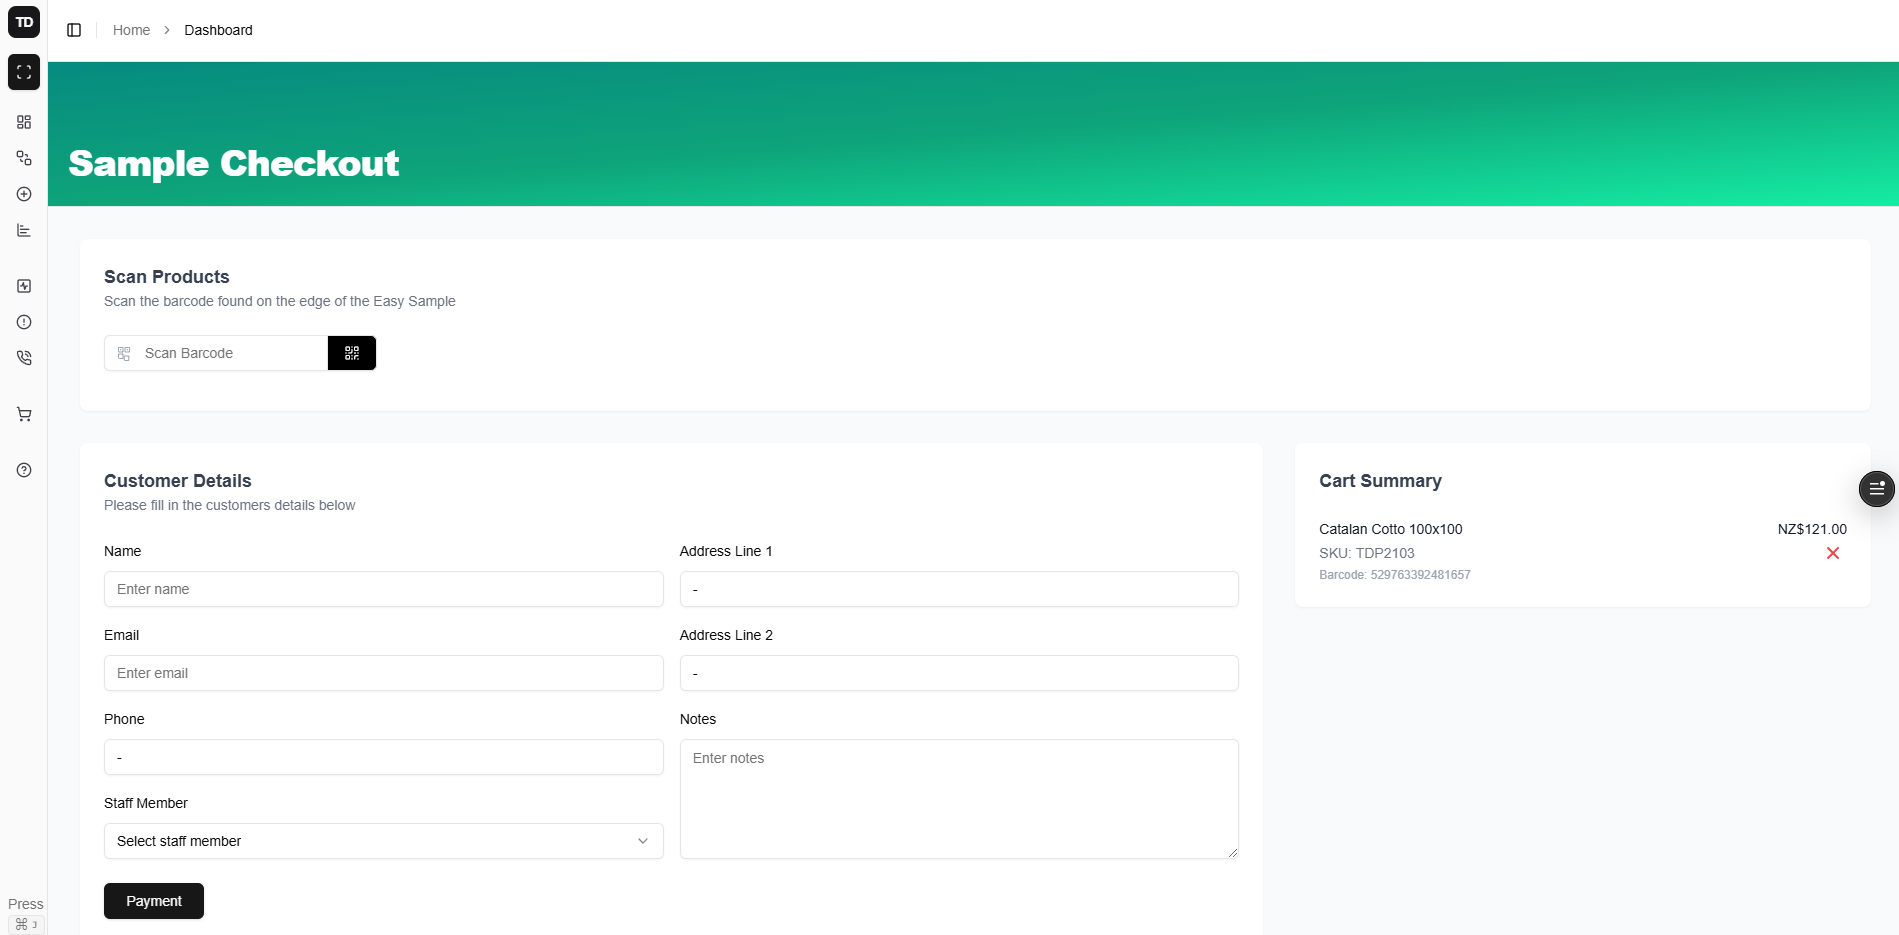 TD
Home
Dashboard
Sample Checkout
Scan Products
Scan the barcode found on the edge of the Easy Sample
Scan Barcode
Customer Details
Please fill in the customers details below
Name
Enter name
Address Line 1
-
Email
Enter email
Address Line 2
-
Phone
-
Notes
Enter notes
Staff Member
Select staff member
Payment
Cart Summary
Catalan Cotto 100x100 NZ$121.00
SKU: TDP2103
Barcode: 529763392481657
Press
⌘ J